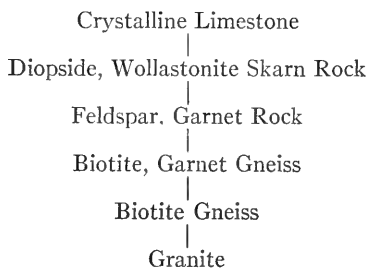 Crystalline Limestone
Diopside, Wollastonite Skarn Rock
Feldspar. Garnet Rock
Biotite, Garnet Gneiss
Biotite Gneiss
Granite